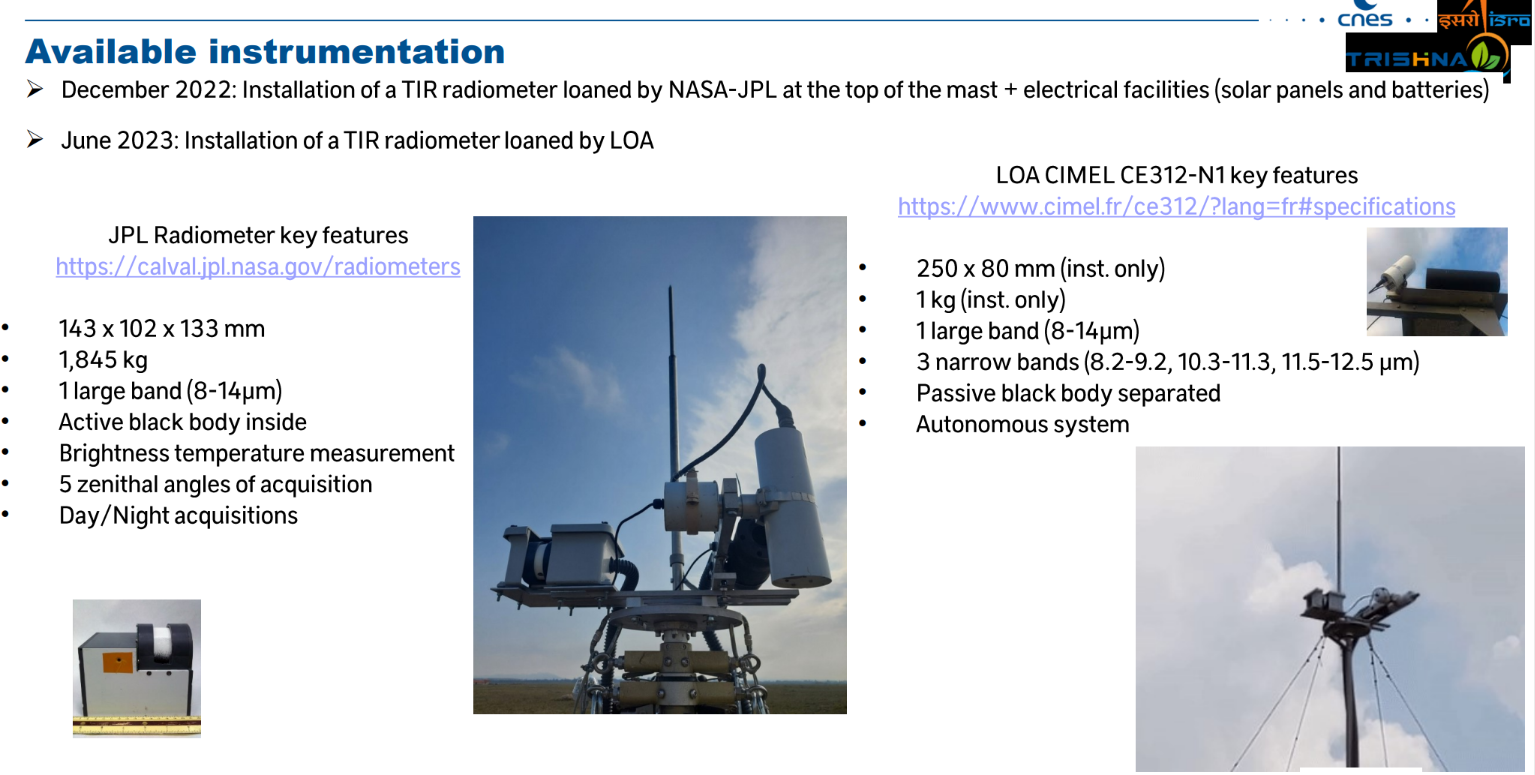 cnes
इसरो isro
TRISHNA
Available instrumentation
➢ December 2022: Installation of a TIR radiometer loaned by NASA-JPL at the top of the mast + electrical facilities (solar panels and batteries)
➢ June 2023: Installation of a TIR radiometer loaned by LOA
JPL Radiometer key features
https://calval.jpl.nasa.gov/radiometers
• 143 x 102 x 133 mm
• 1,845 kg
• 1 large band (8-14µm)
• Active black body inside
• Brightness temperature measurement
• 5 zenithal angles of acquisition
• Day/Night acquisitions
LOA CIMEL CE312-N1 key features
https://www.cimel.fr/ce312/?lang=fr#specifications
• 250 x 80 mm (inst. only)
• 1 kg (inst. only)
• 1 large band (8-14µm)
• 3 narrow bands (8.2-9.2, 10.3-11.3, 11.5-12.5 µm)
• Passive black body separated
• Autonomous system